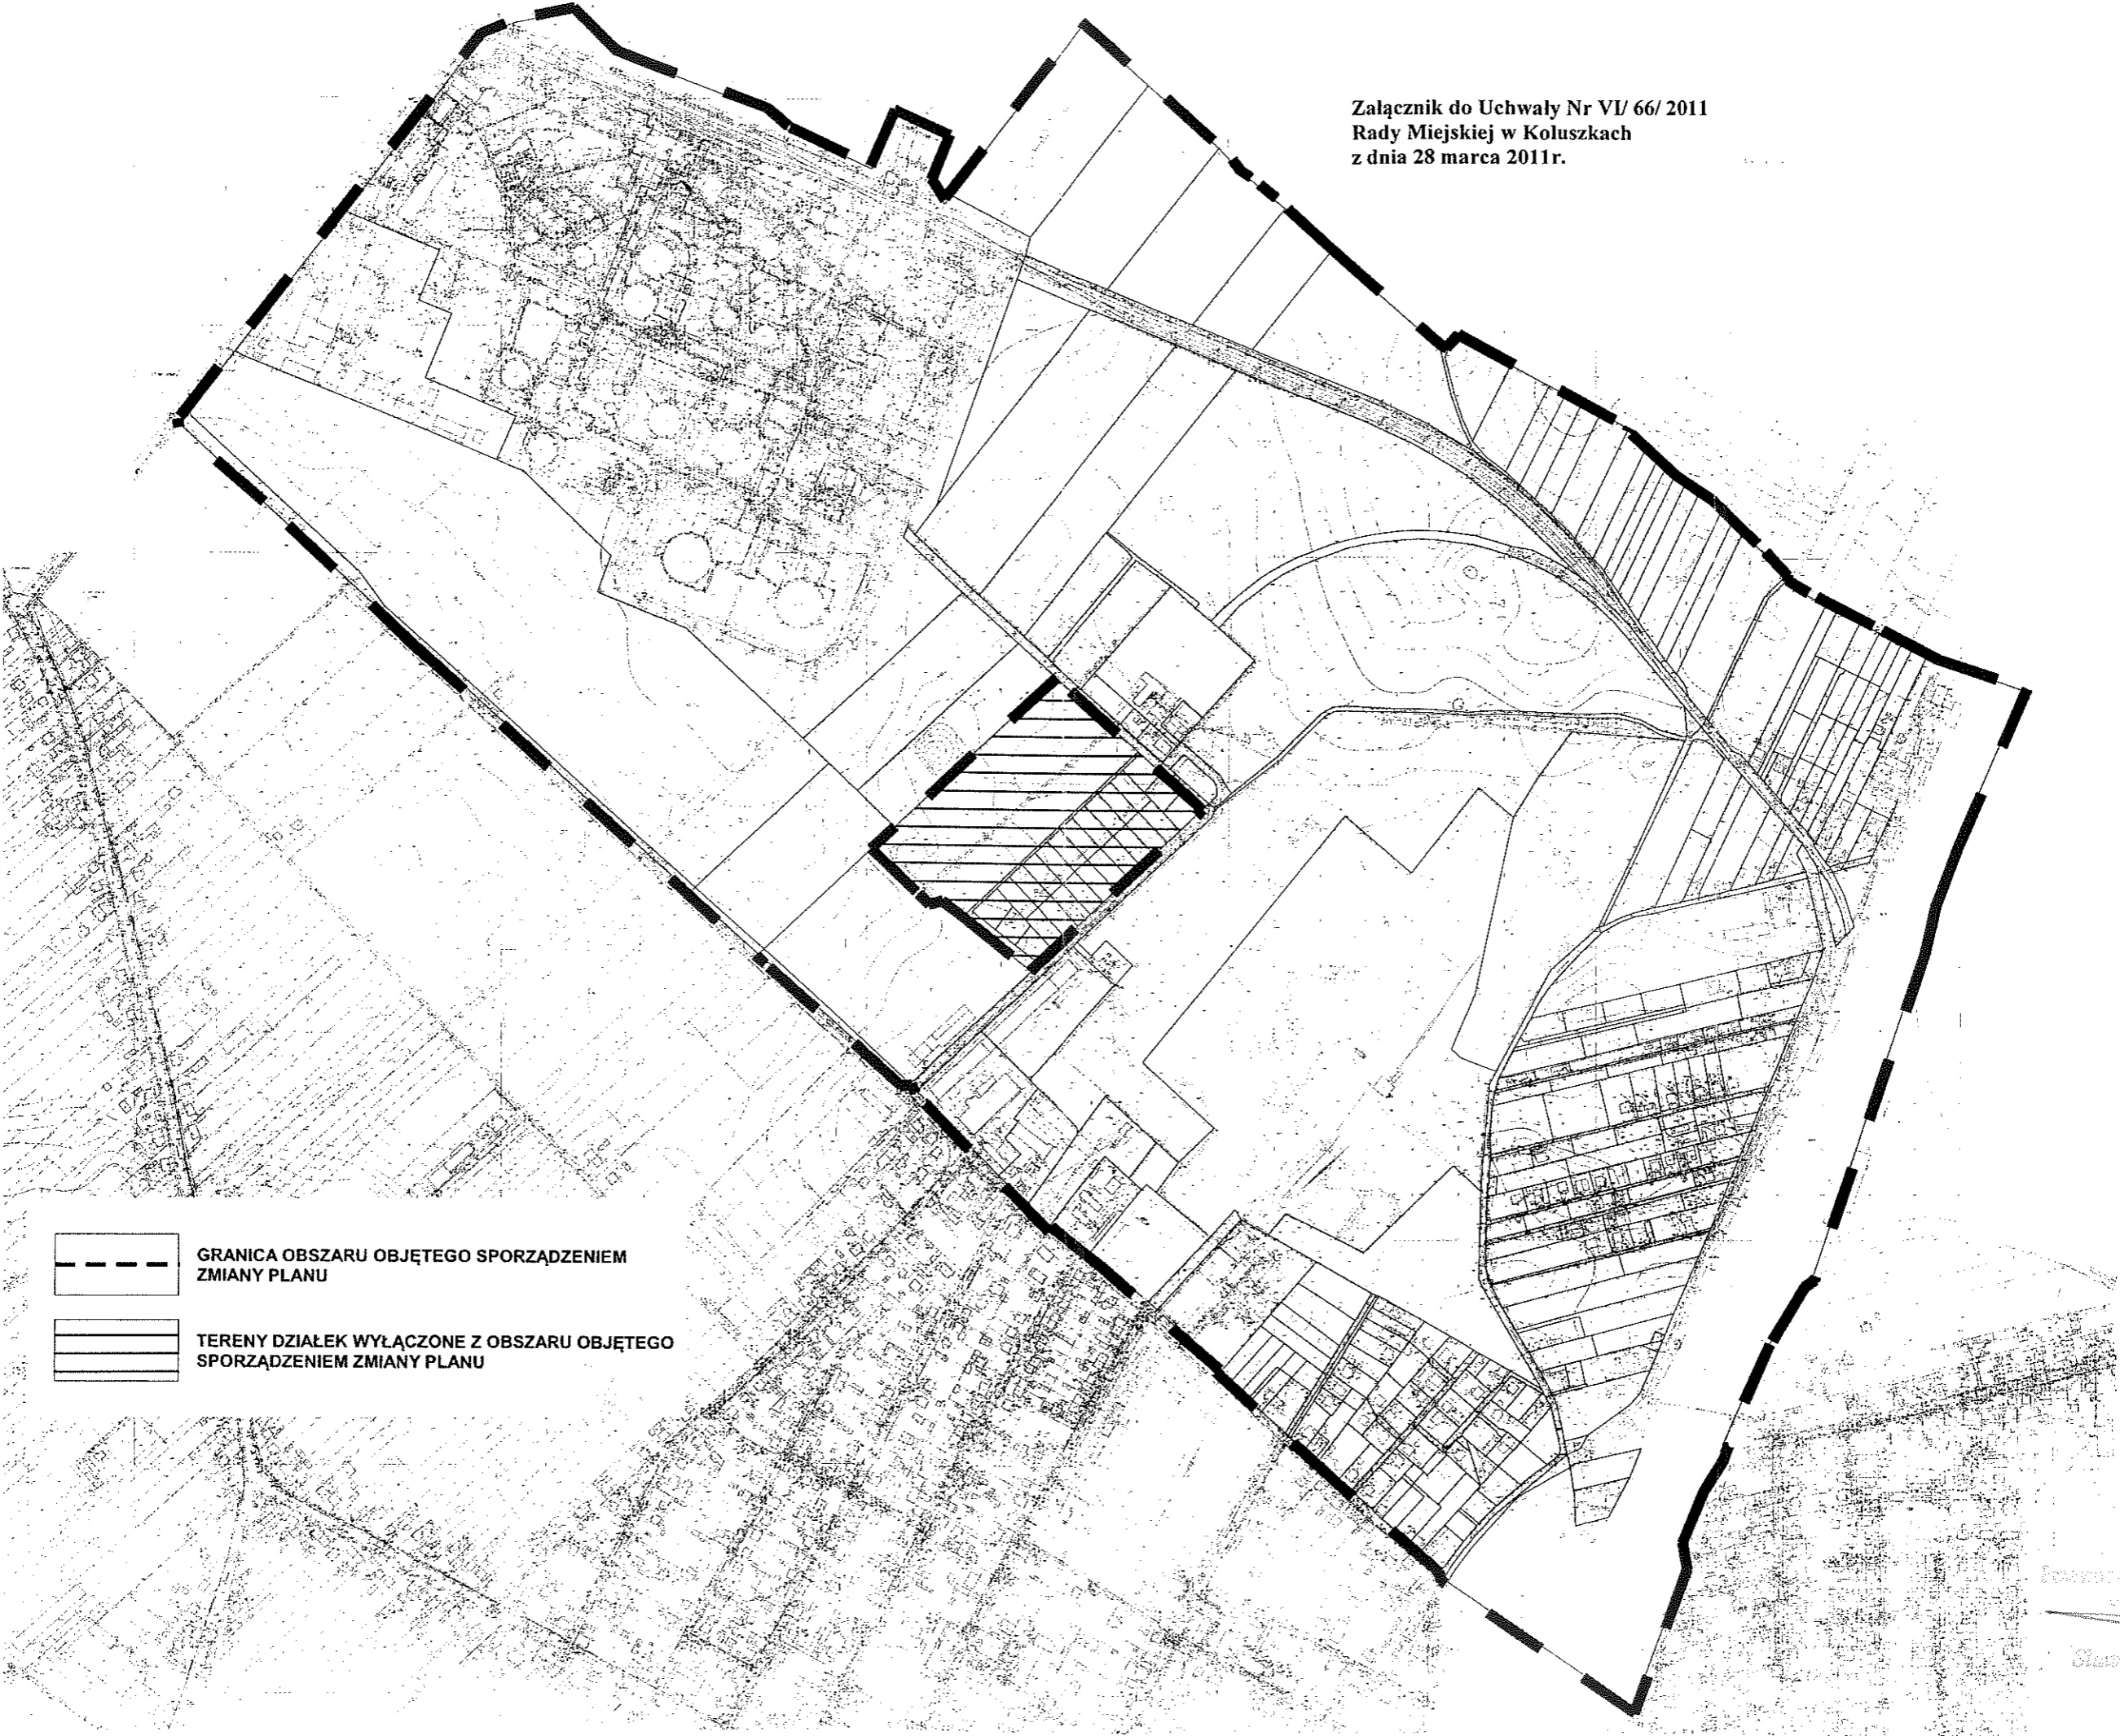 Załącznik do Uchwały Nr VI/ 66/ 2011
Rady Miejskiej w Koluszkach
z dnia 28 marca 2011r.
GRANICA OBSZARU OBJĘTEGO SPORZĄDZENIEM
ZMIANY PLANU
TERENY DZIAŁEK WYŁĄCZONE Z OBSZARU OBJĘTEGO
SPORZĄDZENIEM ZMIANY PLANU